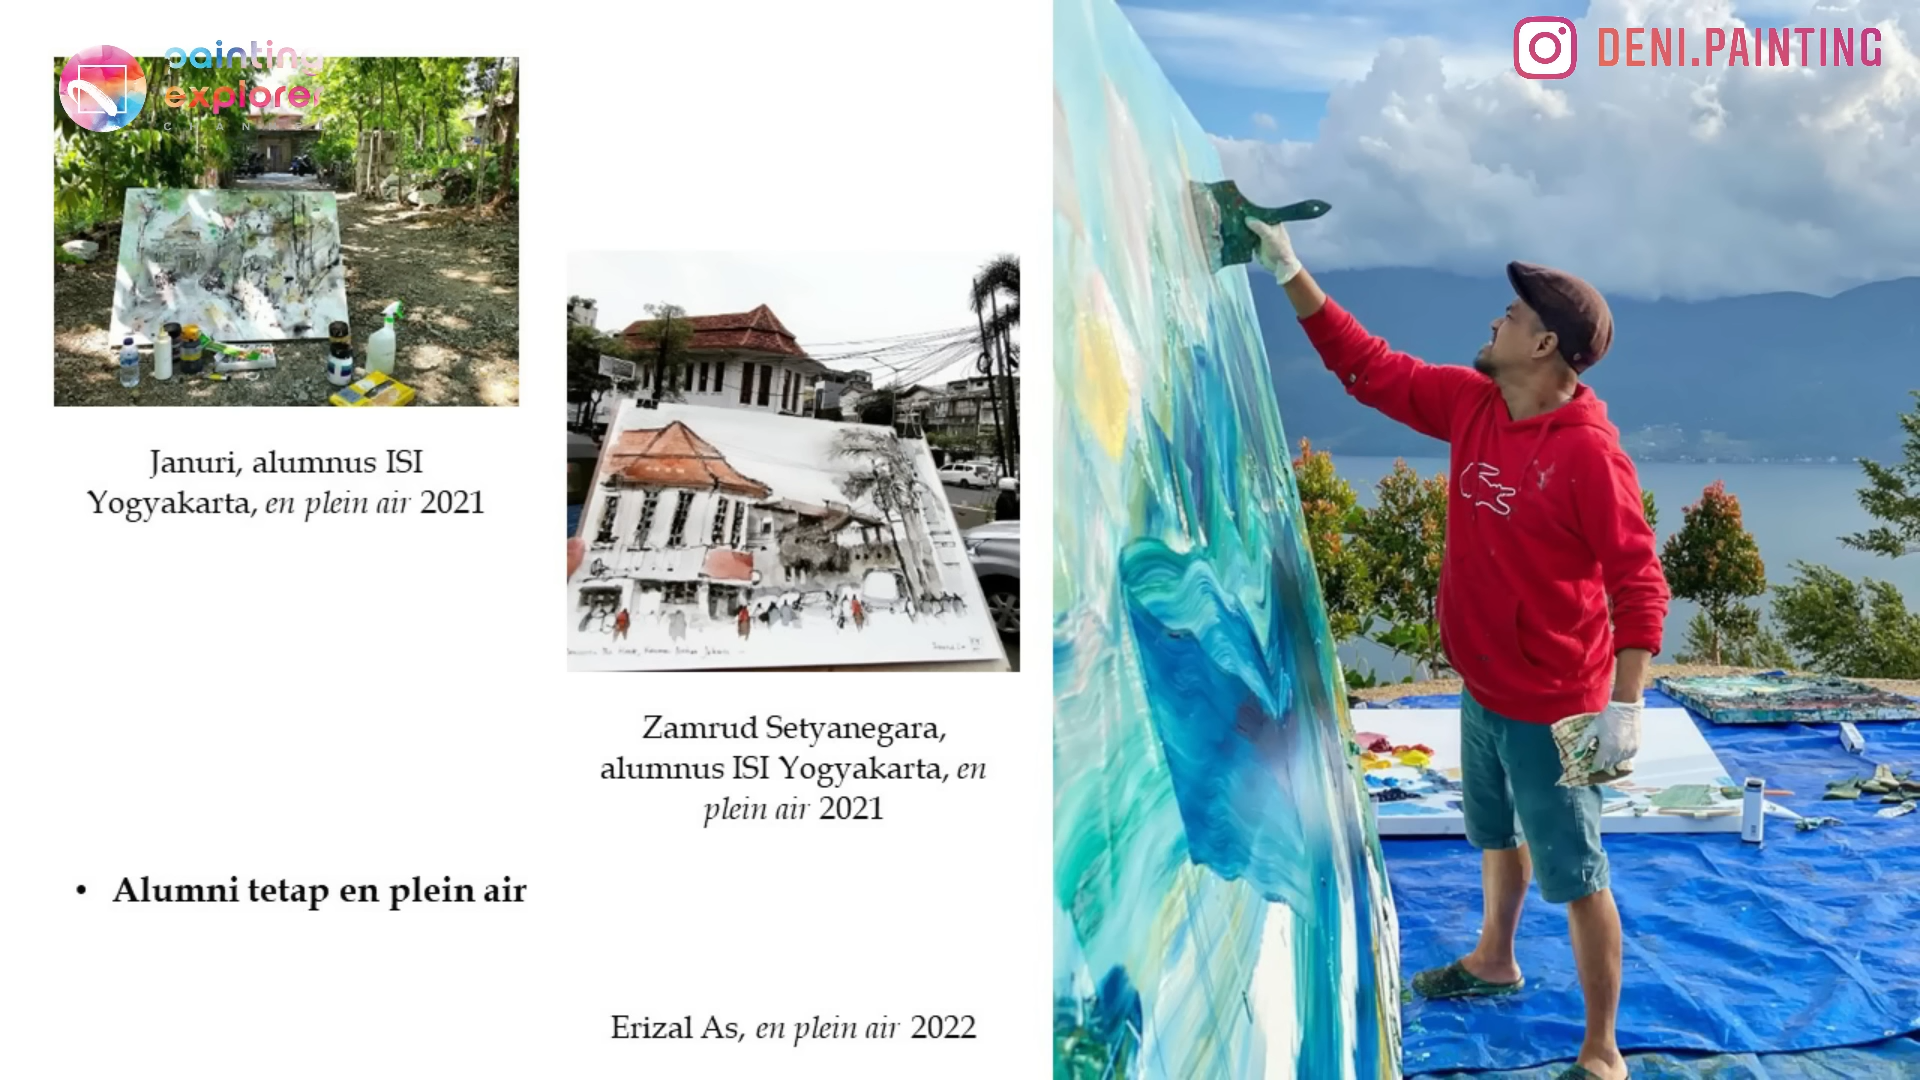 painting
explorer
DENI.PAINTING
Januri, alumnus ISI
Yogyakarta, en plein air 2021
Zamrud Setyanegara,
alumnus ISI Yogyakarta, en
plein air 2021
• Alumni tetap en plein air
Erizal As, en plein air 2022